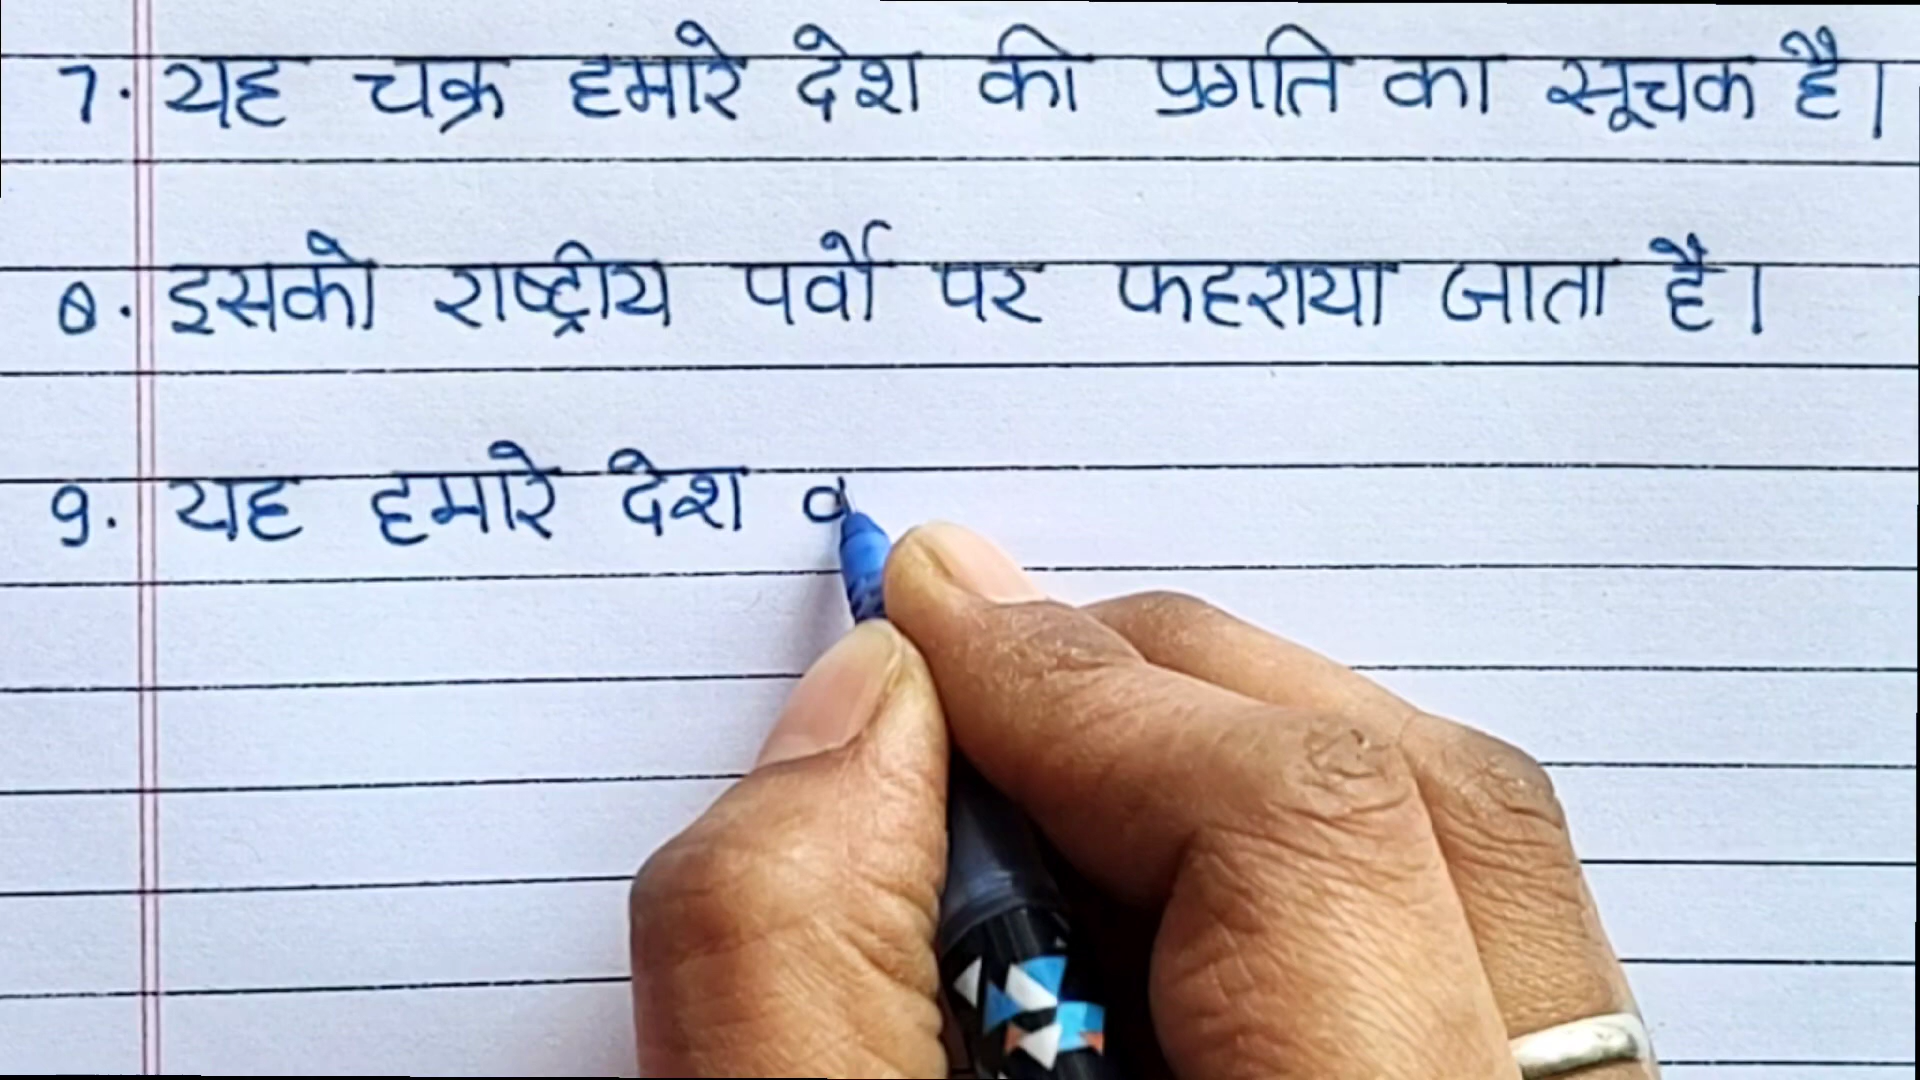 7. यह चक्र हमारे देश की प्रगति का सूचक है।
8. इसको राष्ट्रीय पर्वों पर फहराया जाता है।
9. यह हमारे देश